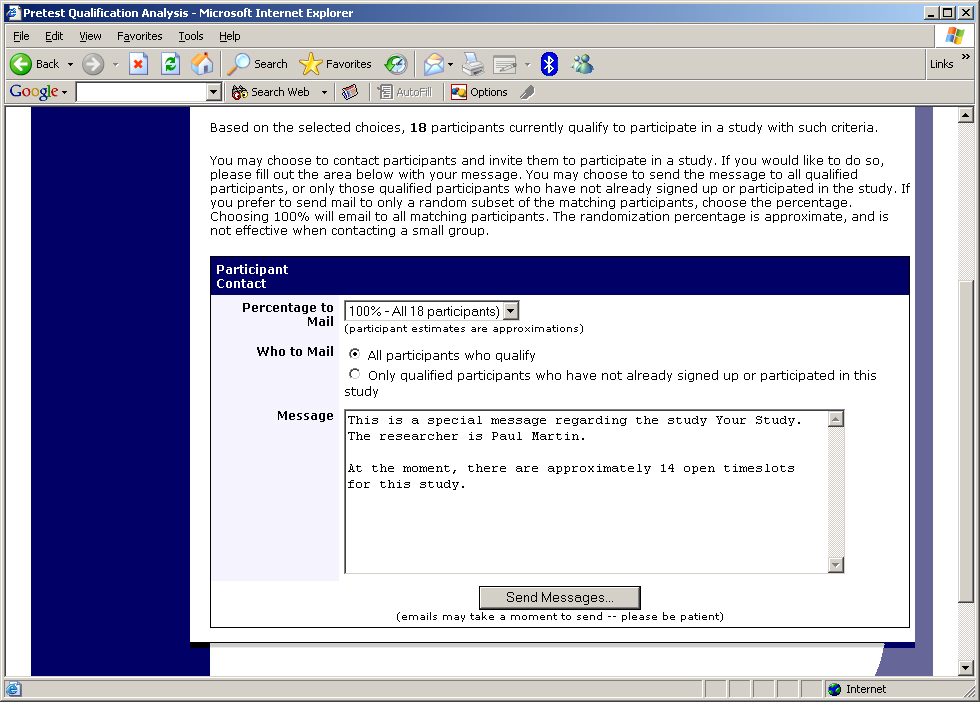 Pretest Qualification Analysis - Microsoft Internet Explorer
File Edit View Favorites Tools Help
Back Search Favorites Links »
Google Search Web AutoFill Options
Based on the selected choices, 18 participants currently qualify to participate in a study with such criteria.
You may choose to contact participants and invite them to participate in a study. If you would like to do so,
please fill out the area below with your message. You may choose to send the message to all qualified
participants, or only those qualified participants who have not already signed up or participated in the study. If
you prefer to send mail to only a random subset of the matching participants, choose the percentage.
Choosing 100% will email to all matching participants. The randomization percentage is approximate, and is
not effective when contacting a small group.
Participant
Contact
Percentage to
Mail
100% - All 18 participants)
(participant estimates are approximations)
Who to Mail
All participants who qualify
Only qualified participants who have not already signed up or participated in this
study
Message
This is a special message regarding the study Your Study.
The researcher is Paul Martin.
At the moment, there are approximately 14 open timeslots
for this study.
Send Messages...
(emails may take a moment to send -- please be patient)
Internet